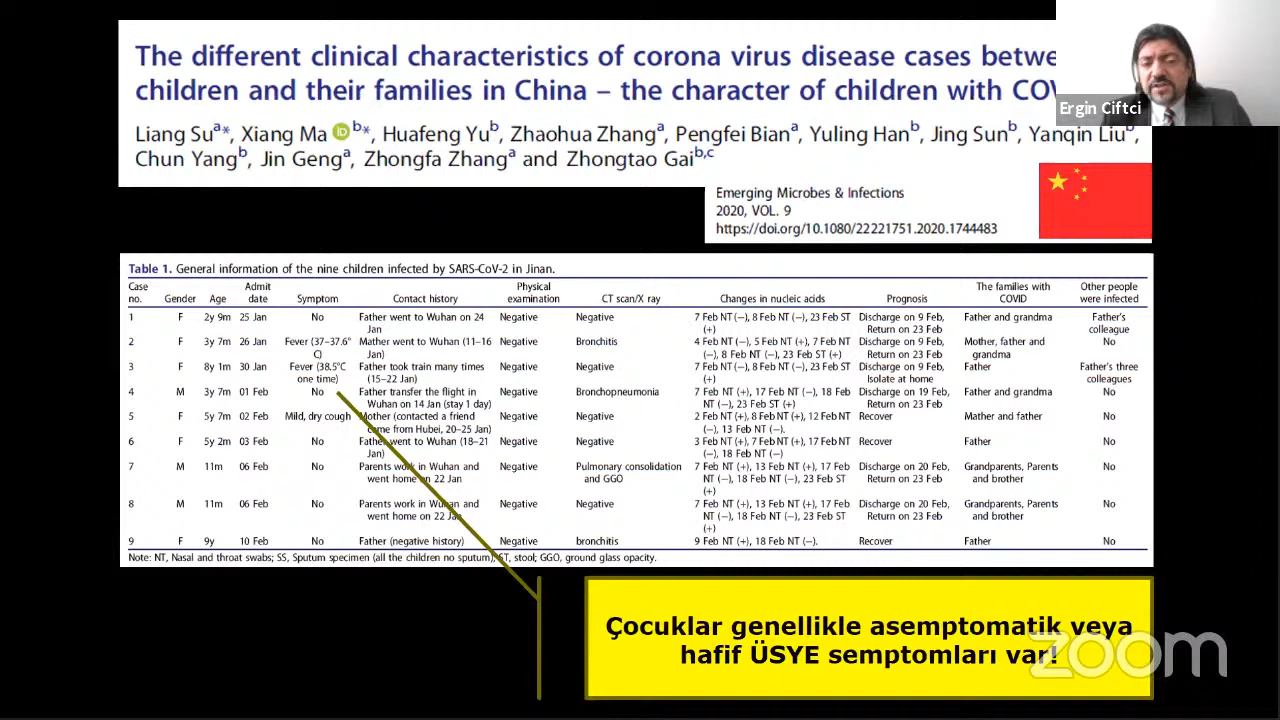 The different clinical characteristics of corona virus disease cases betwe
children and their families in China – the character of children with CO
Ergin Ciftci
Liang Suᵃ*, Xiang Ma iD ᵇ*, Huafeng Yuᵇ, Zhaohua Zhangᵃ, Pengfei Bianᵃ, Yuling Hanᵇ, Jing Sunᵇ, Yanqin Liuᵇ,
Chun Yangᵇ, Jin Gengᵃ, Zhongfa Zhangᵃ and Zhongtao Gaiᵇ,ᶜ
Emerging Microbes & Infections
2020, VOL. 9
https://doi.org/10.1080/22221751.2020.1744483
Table 1. General information of the nine children infected by SARS-CoV-2 in Jinan.
Case Admit Physical The families with Other people
no. Gender Age date Symptom Contact history examination CT scan/X ray Changes in nucleic acids Prognosis COVID were infected
1 F 2y 9m 25 Jan No Father went to Wuhan on 24 Negative Negative 7 Feb NT (−), 8 Feb NT (−), 23 Feb ST Discharge on 9 Feb, Father and grandma Father's
Jan (+) Return on 23 Feb colleague
2 F 3y 7m 26 Jan Fever (37–37.6° Mather went to Wuhan (11–16 Negative Bronchitis 4 Feb NT (−), 5 Feb NT (+), 7 Feb NT Discharge on 9 Feb, Mother, father and No
C) Jan) (−), 8 Feb NT (−), 23 Feb ST (+) Return on 23 Feb grandma
3 F 8y 1m 30 Jan Fever (38.5°C Father took train many times Negative Negative 7 Feb NT (−), 8 Feb NT (−), 23 Feb ST Discharge on 9 Feb, Father Father's three
one time) (15–22 Jan) (+) Isolate at home colleagues
4 M 3y 7m 01 Feb No Father transfer the flight in Negative Bronchopneumonia 7 Feb NT (+), 17 Feb NT (−), 18 Feb Discharge on 19 Feb, Father and grandma No
Wuhan on 14 Jan (stay 1 day) NT (−), 23 Feb ST (+) Return on 23 Feb
5 F 5y 7m 02 Feb Mild, dry cough Mother (contacted a friend Negative Negative 2 Feb NT (+), 8 Feb NT (+), 12 Feb NT Recover Mather and father No
come from Hubei, 20–25 Jan) (−), 13 Feb NT (−).
6 F 5y 2m 03 Feb No Father went to Wuhan (18–21 Negative Negative 3 Feb NT (+), 7 Feb NT (+), 17 Feb NT Recover Father No
Jan) (−), 18 Feb NT (−).
7 M 11m 06 Feb No Parents work in Wuhan and Negative Pulmonary consolidation 7 Feb NT (+), 13 Feb NT (+), 17 Feb Discharge on 20 Feb, Grandparents, Parents No
went home on 22 Jan and GGO NT (−), 18 Feb NT (−), 23 Feb ST Return on 23 Feb and brother
(+)
8 M 11m 06 Feb No Parents work in Wuhan and Negative Negative 7 Feb NT (+), 13 Feb NT (+), 17 Feb Discharge on 20 Feb, Grandparents, Parents No
went home on 22 Jan NT (−), 18 Feb NT (−), 23 Feb ST Return on 23 Feb and brother
(+)
9 F 9y 10 Feb No Father (negative history) Negative bronchitis 9 Feb NT (+), 18 Feb NT (−). Recover Father No
Note: NT, Nasal and throat swabs; SS, Sputum specimen (all the children no sputum); ST, stool; GGO, ground glass opacity.
Çocuklar genellikle asemptomatik veya
hafif ÜSYE semptomları var!
zoom